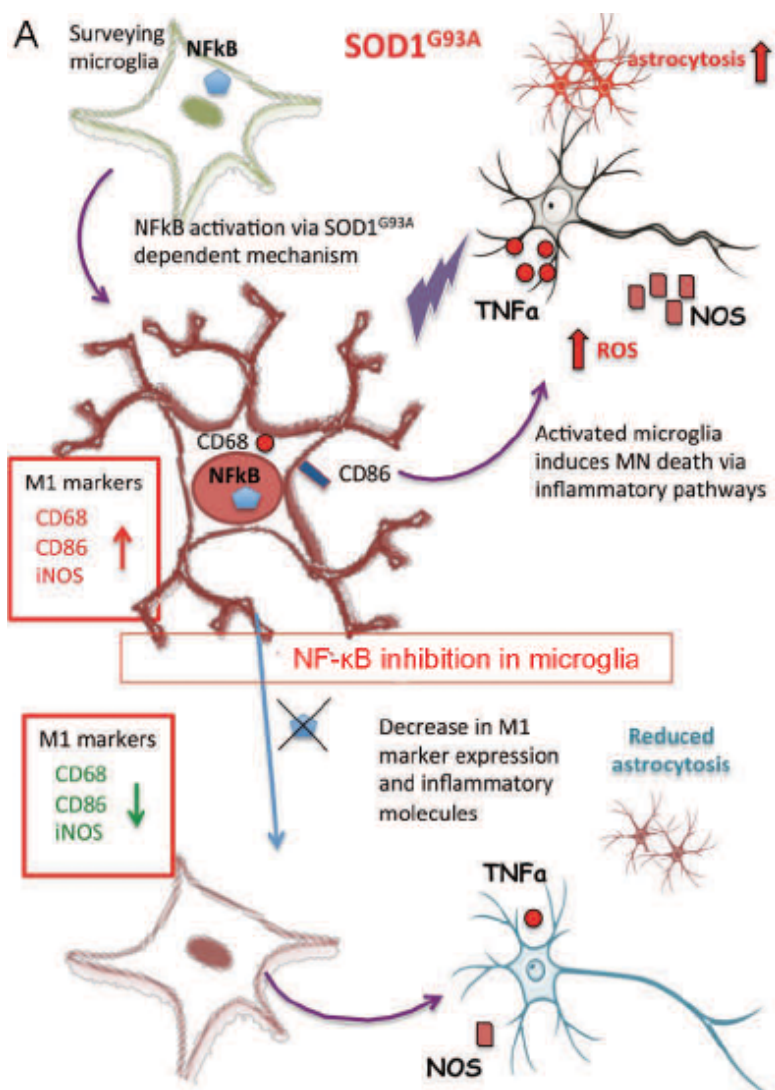 A
Surveying
microglia
NFkB
SOD1G93A
astrocytosis
NFkB activation via SOD1G93A
dependent mechanism
TNFa
NOS
ROS
CD68
NFkB
CD86
Activated microglia
induces MN death via
inflammatory pathways
M1 markers
CD68
CD86
iNOS
NF-κB inhibition in microglia
M1 markers
CD68
CD86
iNOS
Decrease in M1
marker expression
and inflammatory
molecules
Reduced
astrocytosis
TNFa
NOS